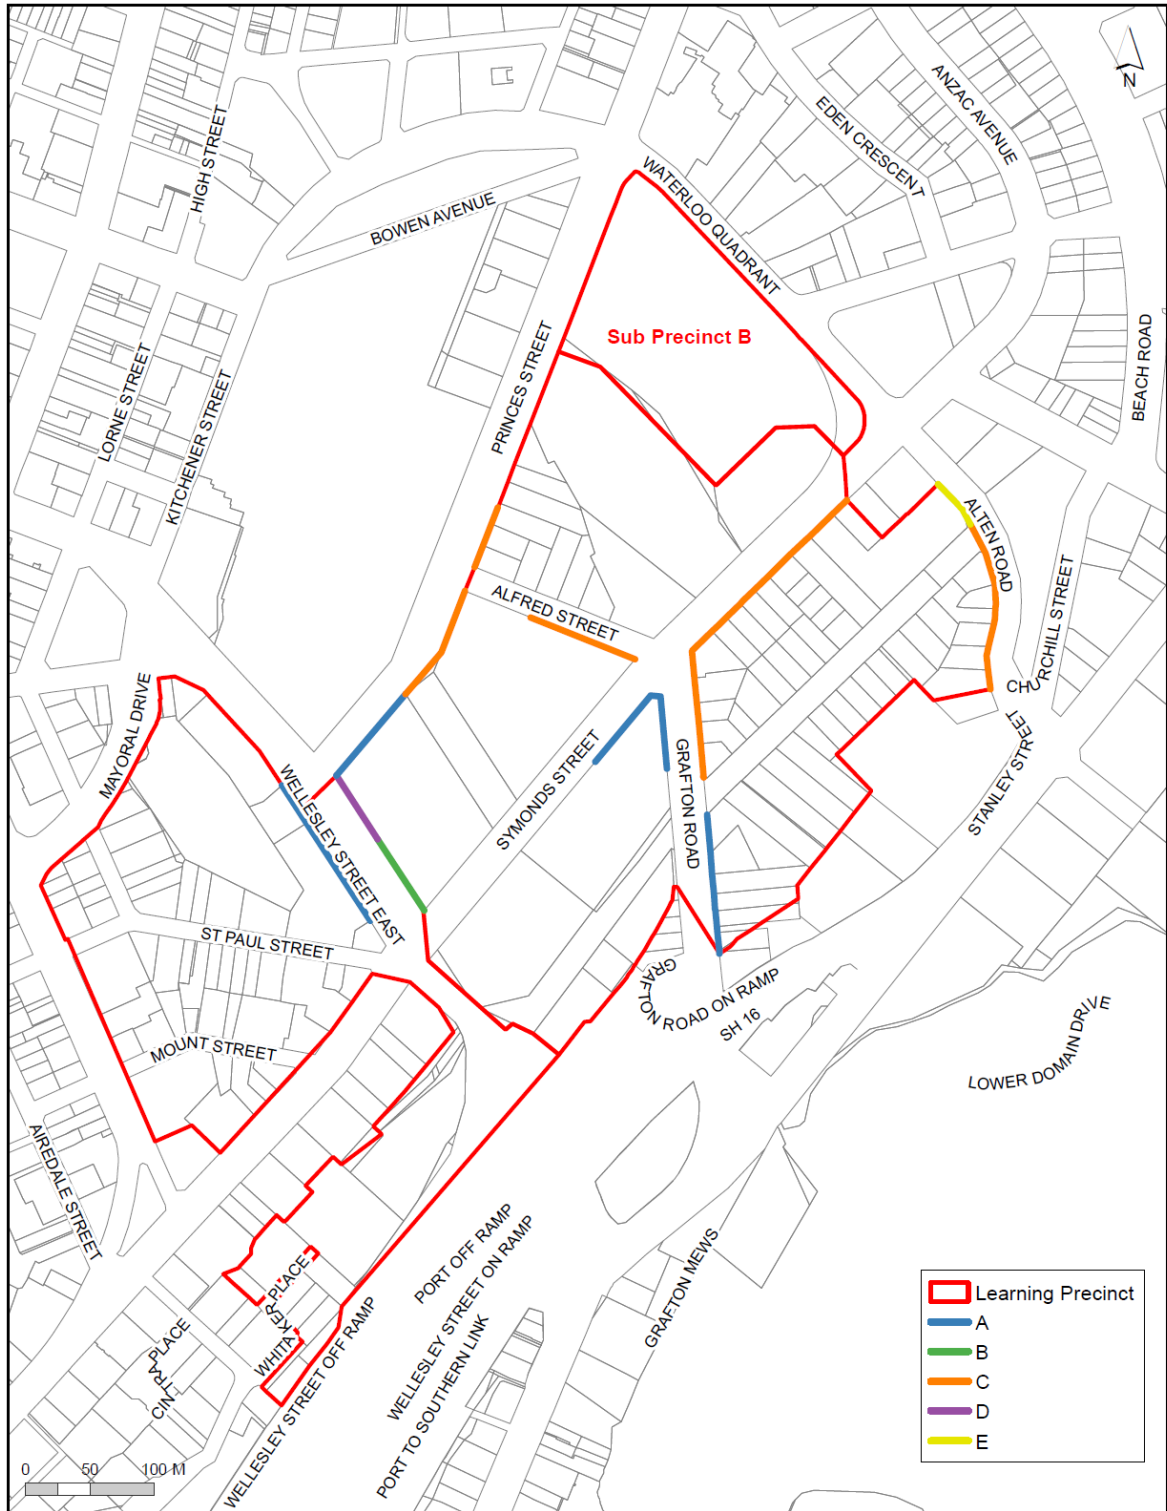 ANZAC AVENUE
N
EDEN CRESCENT
HIGH STREET
WATERLOO QUADRANT
BOWEN AVENUE
Sub Precinct B
PRINCES STREET
BEACH ROAD
LORNE STREET
KITCHENER STREET
ALTEN ROAD
ALFRED STREET
CHURCHILL STREET
MAYORAL DRIVE
STANLEY STREET
SYMONDS STREET
GRAFTON ROAD
WELLESLEY STREET EAST
ST PAUL STREET
GRAFTON ROAD ON RAMP
SH 16
LOWER DOMAIN DRIVE
MOUNT STREET
AIREDALE STREET
PORT OFF RAMP
WELLESLEY STREET ON RAMP
PORT TO SOUTHERN LINK
GRAFTON MEWS
WHITAKER PLACE
CINTRA PLACE
WELLESLEY STREET OFF RAMP
Learning Precinct
A
B
C
D
E
0 50 100 M